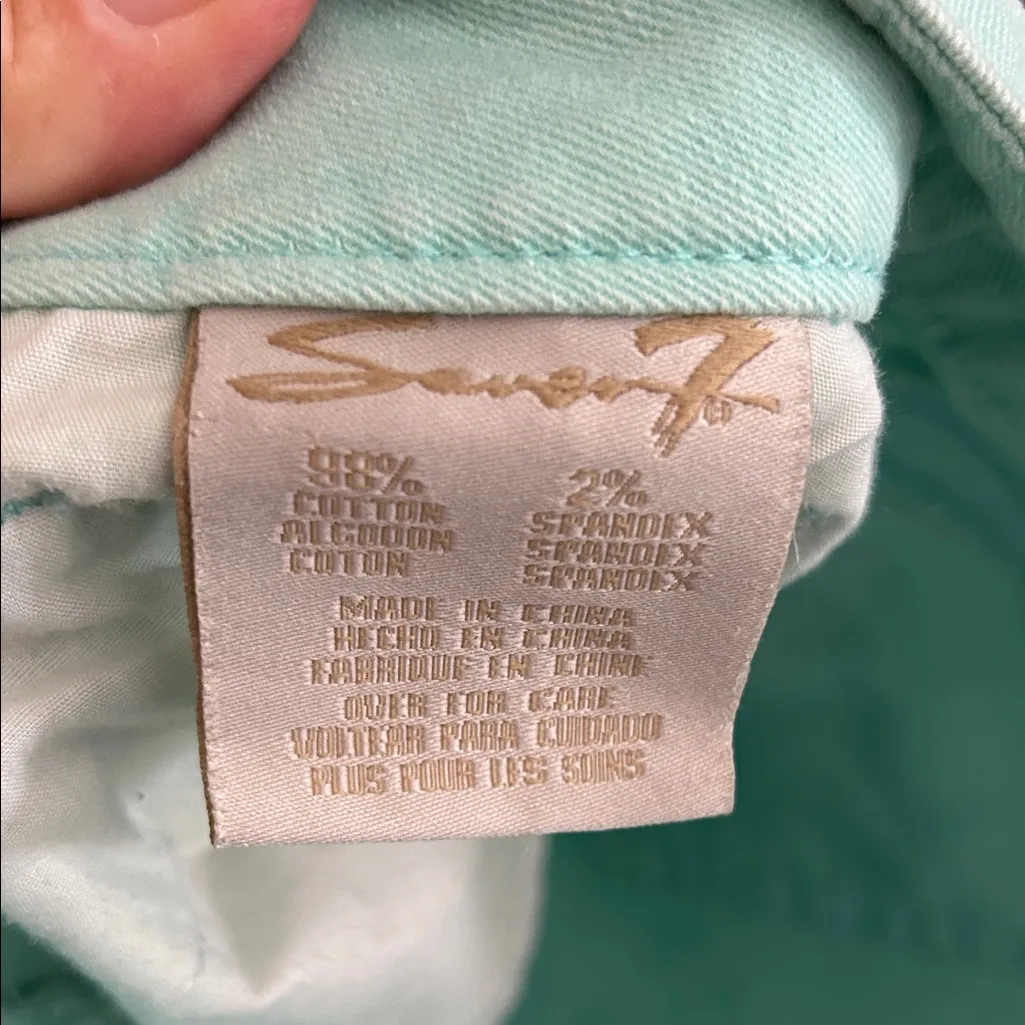 Seven7®
98%
COTTON
ALGODON
COTON
2%
SPANDEX
SPANDEX
SPANDEX
MADE IN CHINA
HECHO EN CHINA
FABRIQUE EN CHINE
OVER FOR CARE
VOLTEAR PARA CUIDADO
PLUS POUR LES SOINS